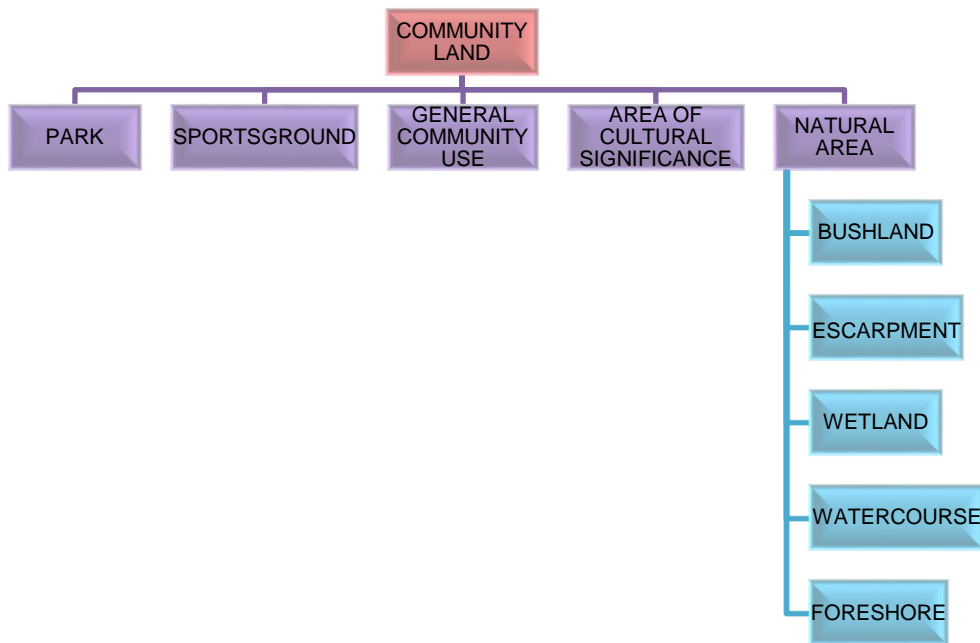 COMMUNITY
LAND
PARK
SPORTSGROUND
GENERAL
COMMUNITY
USE
AREA OF
CULTURAL
SIGNIFICANCE
NATURAL
AREA
BUSHLAND
ESCARPMENT
WETLAND
WATERCOURSE
FORESHORE